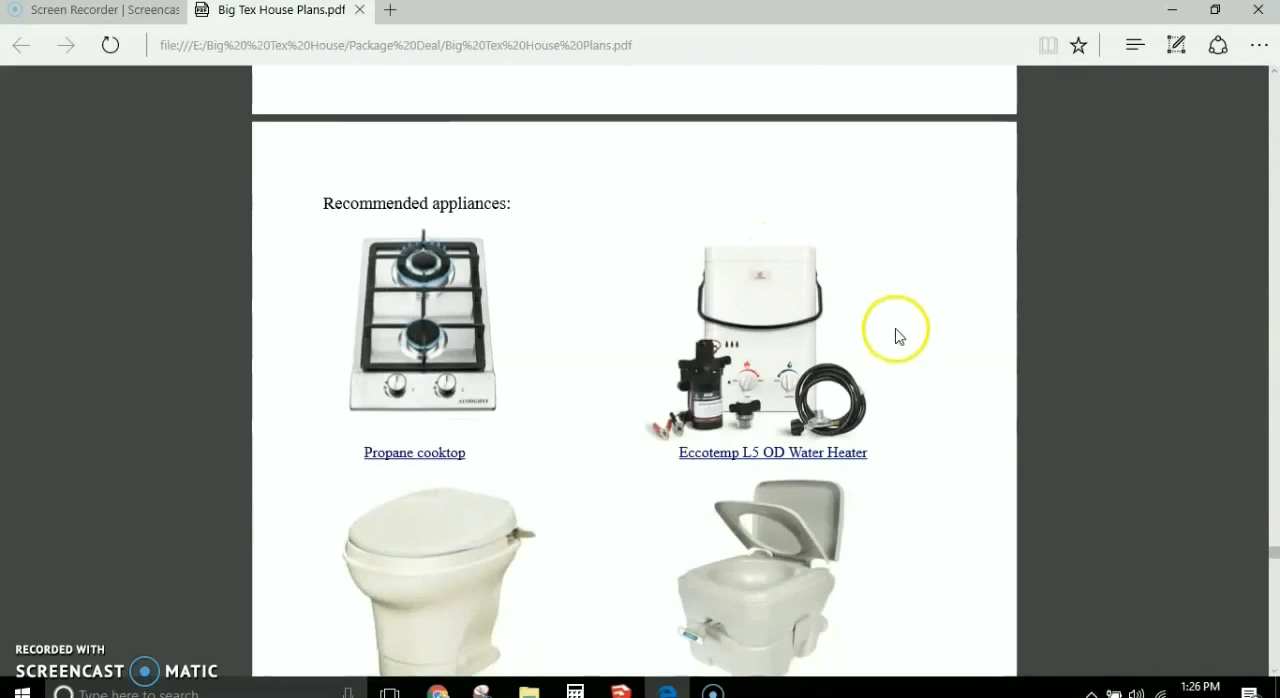 Screen Recorder | Screencas
Big Tex House Plans.pdf
file:///E:/Big%20%20Tex%20House/Package%20Deal/Big%20Tex%20House%20Plans.pdf
Recommended appliances:
Propane cooktop
Eccotemp L5 OD Water Heater
RECORDED WITH
SCREENCAST MATIC
Type here to search
1:26 PM